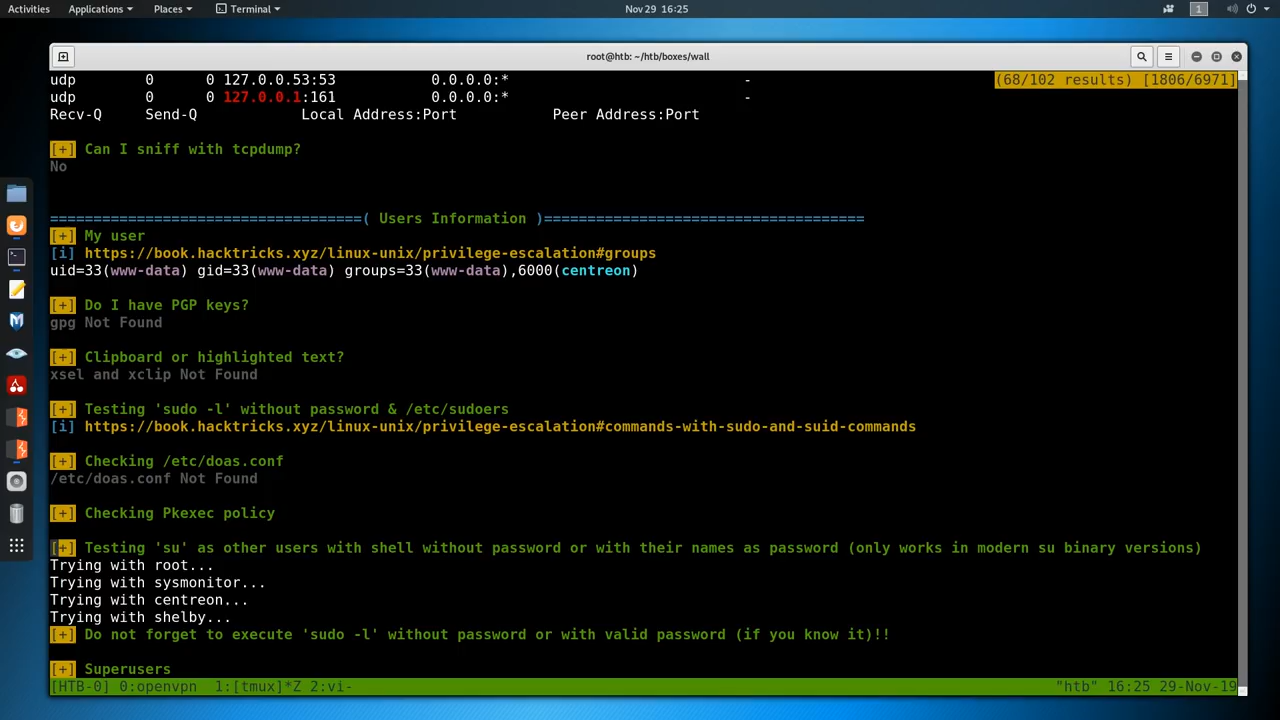 Activities Applications Places Terminal Nov 29 16:25 1
root@htb: ~/htb/boxes/wall
udp 0 0 127.0.0.53:53 0.0.0.0:* - (68/102 results) [1806/6971]
udp 0 0 127.0.0.1:161 0.0.0.0:* -
Recv-Q Send-Q Local Address:Port Peer Address:Port
[+] Can I sniff with tcpdump?
No
====================================( Users Information )=====================================
[+] My user
[i] https://book.hacktricks.xyz/linux-unix/privilege-escalation#groups
uid=33(www-data) gid=33(www-data) groups=33(www-data),6000(centreon)
[+] Do I have PGP keys?
gpg Not Found
[+] Clipboard or highlighted text?
xsel and xclip Not Found
[+] Testing 'sudo -l' without password & /etc/sudoers
[i] https://book.hacktricks.xyz/linux-unix/privilege-escalation#commands-with-sudo-and-suid-commands
[+] Checking /etc/doas.conf
/etc/doas.conf Not Found
[+] Checking Pkexec policy
[+] Testing 'su' as other users with shell without password or with their names as password (only works in modern su binary versions)
Trying with root...
Trying with sysmonitor...
Trying with centreon...
Trying with shelby...
[+] Do not forget to execute 'sudo -l' without password or with valid password (if you know it)!!
[+] Superusers
[HTB-0] 0:openvpn 1:[tmux]*Z 2:vi- "htb" 16:25 29-Nov-19